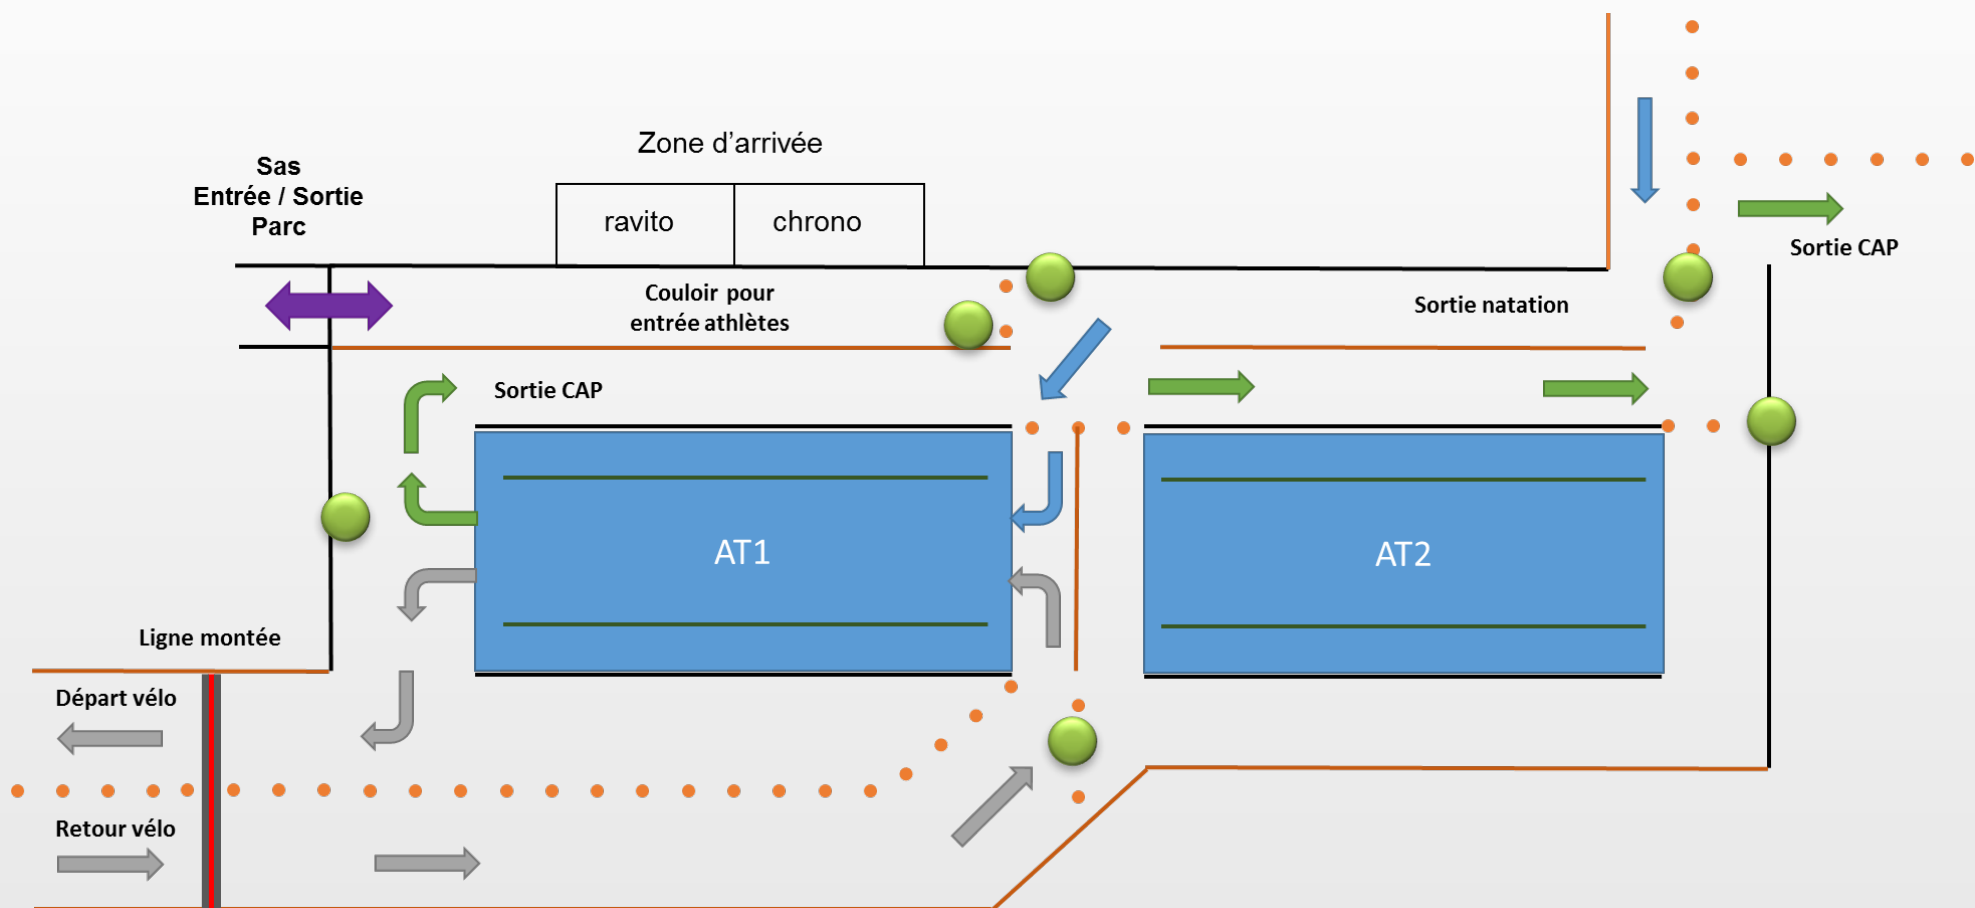 Zone d'arrivée
Sas
Entrée / Sortie
Parc
ravito
chrono
Sortie CAP
Couloir pour
entrée athlètes
Sortie natation
Sortie CAP
AT1
AT2
Ligne montée
Départ vélo
Retour vélo